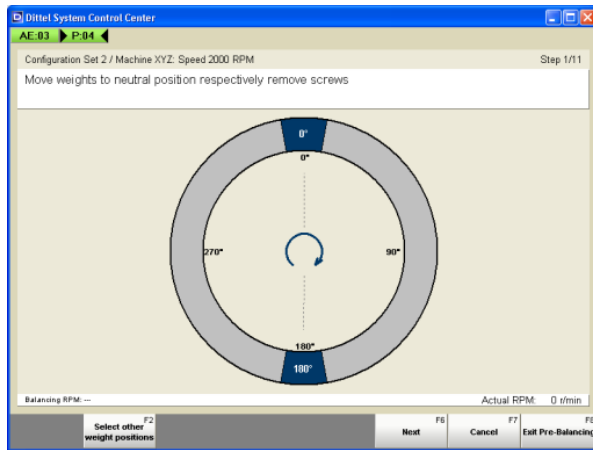 Dittel System Control Center
AE:03 P:04
Configuration Set 2 / Machine XYZ: Speed 2000 RPM Step 1/11
Move weights to neutral position respectively remove screws
0°
0°
270° 90°
180°
180°
Balancing RPM: -- Actual RPM: 0 r/min
F2 F6 F7 F8
Select other weight positions Next Cancel Exit Pre-Balancing